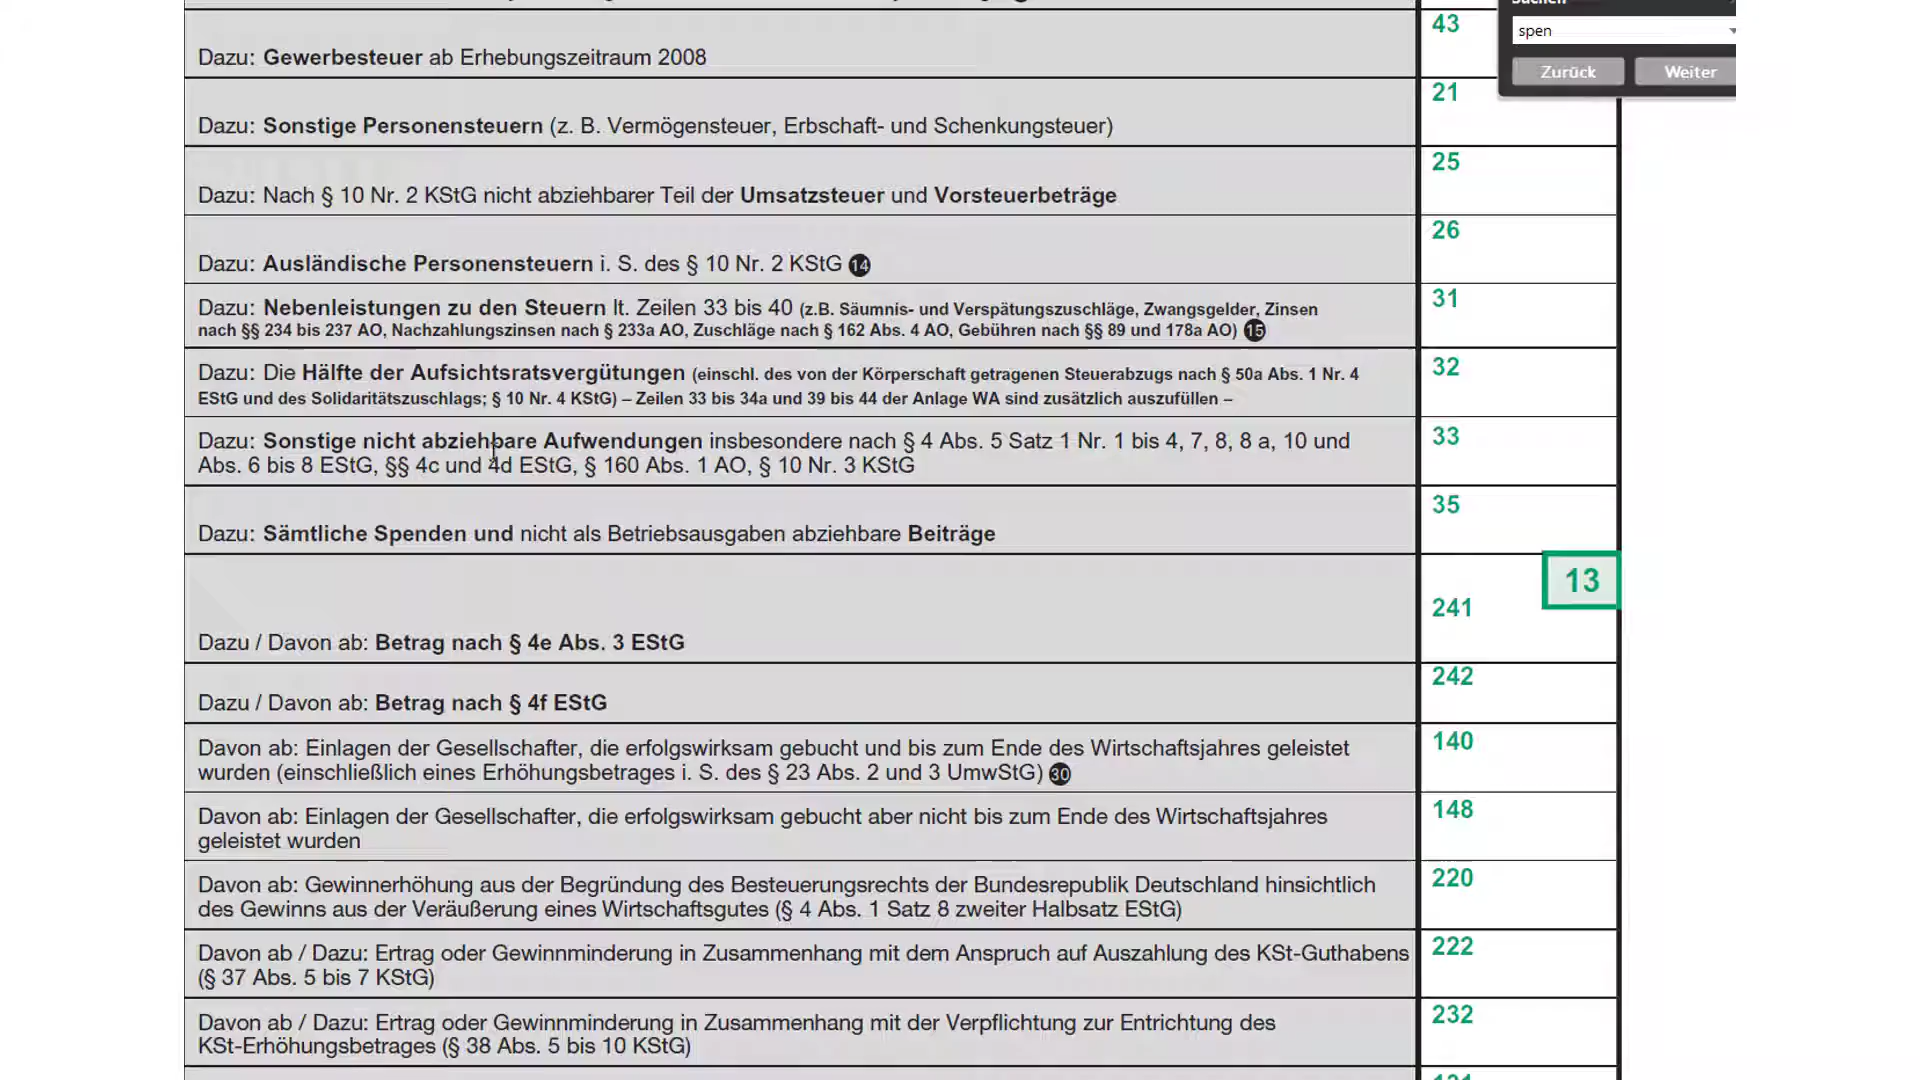 43
Suchen
spen
Dazu: Gewerbesteuer ab Erhebungszeitraum 2008
Zurück
Weiter
21
Dazu: Sonstige Personensteuern (z. B. Vermögensteuer, Erbschaft- und Schenkungsteuer)
25
Dazu: Nach § 10 Nr. 2 KStG nicht abziehbarer Teil der Umsatzsteuer und Vorsteuerbeträge
26
Dazu: Ausländische Personensteuern i. S. des § 10 Nr. 2 KStG 14
31
Dazu: Nebenleistungen zu den Steuern lt. Zeilen 33 bis 40 (z.B. Säumnis- und Verspätungszuschläge, Zwangsgelder, Zinsen
nach §§ 234 bis 237 AO, Nachzahlungszinsen nach § 233a AO, Zuschläge nach § 162 Abs. 4 AO, Gebühren nach §§ 89 und 178a AO) 15
32
Dazu: Die Hälfte der Aufsichtsratsvergütungen (einschl. des von der Körperschaft getragenen Steuerabzugs nach § 50a Abs. 1 Nr. 4
EStG und des Solidaritätszuschlags; § 10 Nr. 4 KStG) – Zeilen 33 bis 34a und 39 bis 44 der Anlage WA sind zusätzlich auszufüllen –
33
Dazu: Sonstige nicht abziehbare Aufwendungen insbesondere nach § 4 Abs. 5 Satz 1 Nr. 1 bis 4, 7, 8, 8 a, 10 und
Abs. 6 bis 8 EStG, §§ 4c und 4d EStG, § 160 Abs. 1 AO, § 10 Nr. 3 KStG
35
Dazu: Sämtliche Spenden und nicht als Betriebsausgaben abziehbare Beiträge
13
241
Dazu / Davon ab: Betrag nach § 4e Abs. 3 EStG
242
Dazu / Davon ab: Betrag nach § 4f EStG
140
Davon ab: Einlagen der Gesellschafter, die erfolgswirksam gebucht und bis zum Ende des Wirtschaftsjahres geleistet
wurden (einschließlich eines Erhöhungsbetrages i. S. des § 23 Abs. 2 und 3 UmwStG) 30
148
Davon ab: Einlagen der Gesellschafter, die erfolgswirksam gebucht aber nicht bis zum Ende des Wirtschaftsjahres
geleistet wurden
220
Davon ab: Gewinnerhöhung aus der Begründung des Besteuerungsrechts der Bundesrepublik Deutschland hinsichtlich
des Gewinns aus der Veräußerung eines Wirtschaftsgutes (§ 4 Abs. 1 Satz 8 zweiter Halbsatz EStG)
222
Davon ab / Dazu: Ertrag oder Gewinnminderung in Zusammenhang mit dem Anspruch auf Auszahlung des KSt-Guthabens
(§ 37 Abs. 5 bis 7 KStG)
232
Davon ab / Dazu: Ertrag oder Gewinnminderung in Zusammenhang mit der Verpflichtung zur Entrichtung des
KSt-Erhöhungsbetrages (§ 38 Abs. 5 bis 10 KStG)